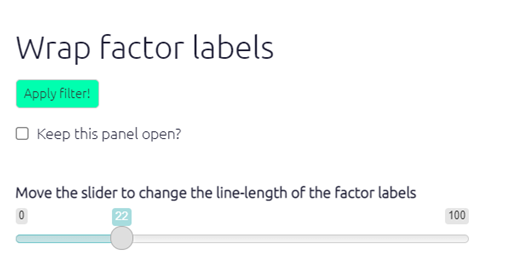 Wrap factor labels
Apply filter!
Keep this panel open?
Move the slider to change the line-length of the factor labels
0 22 100